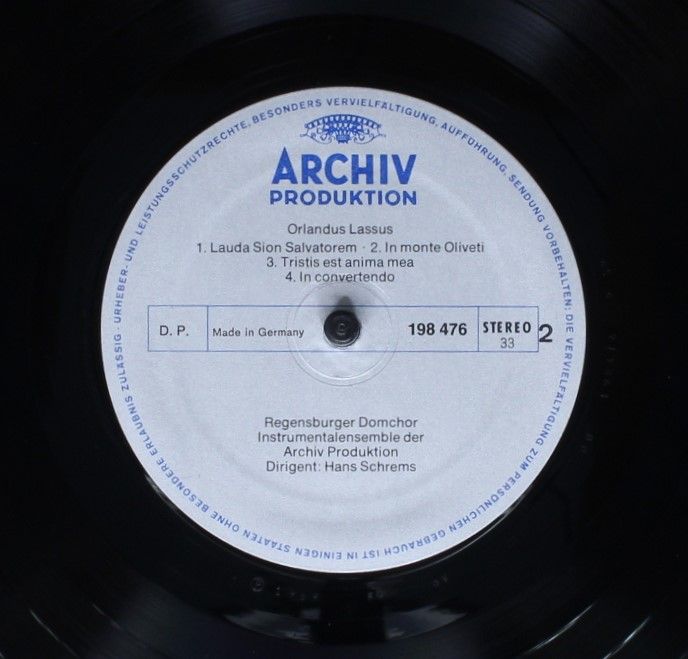 URHEBER- UND LEISTUNGSSCHUTZRECHTE, BESONDERS VERVIELFÄLTIGUNG, AUFFÜHRUNG, SENDUNG VORBEHALTEN; DIE VERVIELFÄLTIGUNG ZUM PERSÖNLICHEN GEBRAUCH IST IN EINIGEN STAATEN OHNE BESONDERE ERLAUBNIS ZULÄSSIG ·
ARCHIV
PRODUKTION
Orlandus Lassus
1. Lauda Sion Salvatorem · 2. In monte Oliveti
3. Tristis est anima mea
4. In convertendo
D. P. Made in Germany 198 476 STEREO 2
33
Regensburger Domchor
Instrumentalensemble der
Archiv Produktion
Dirigent: Hans Schrems